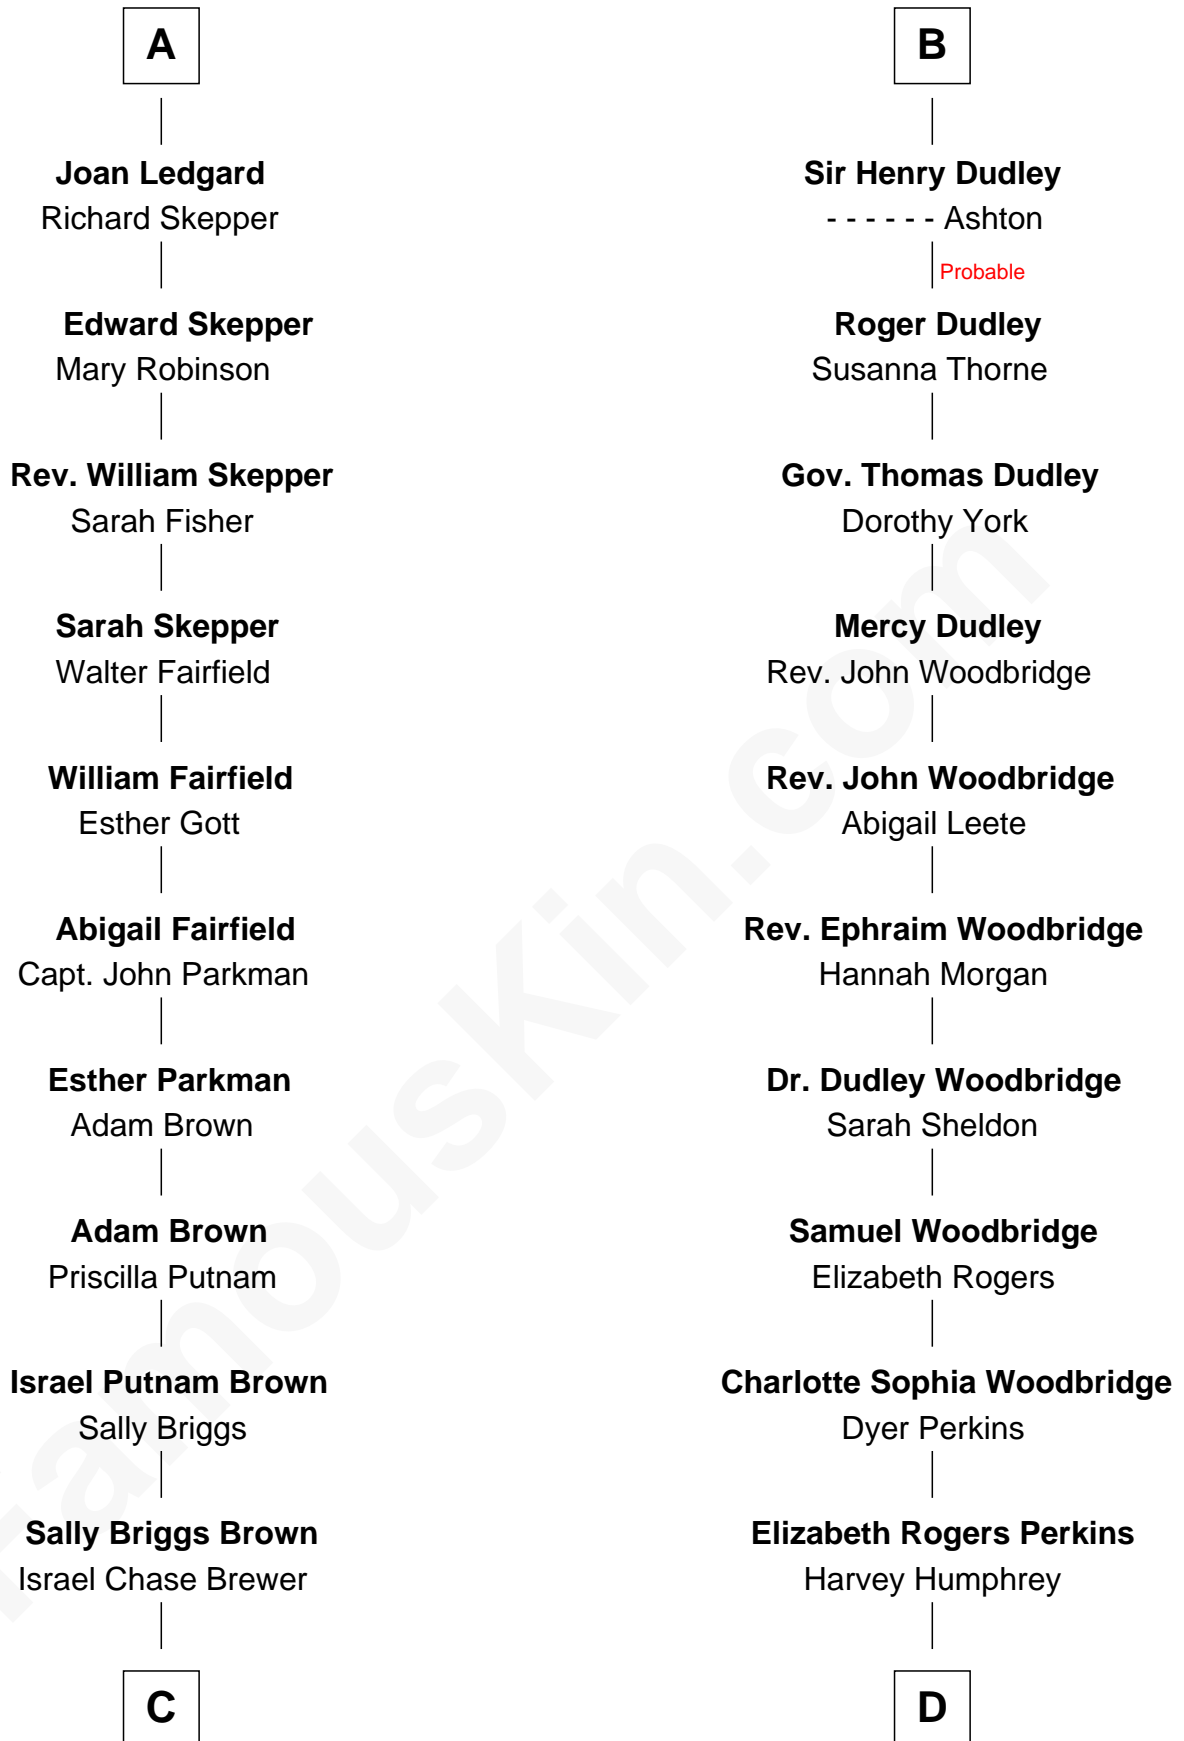 A
Joan Ledgard
Richard Skepper
Edward Skepper
Mary Robinson
Rev. William Skepper
Sarah Fisher
Sarah Skepper
Walter Fairfield
William Fairfield
Esther Gott
Abigail Fairfield
Capt. John Parkman
Esther Parkman
Adam Brown
Adam Brown
Priscilla Putnam
Israel Putnam Brown
Sally Briggs
Sally Briggs Brown
Israel Chase Brewer
C
B
Sir Henry Dudley
- - - - - - Ashton
Probable
Roger Dudley
Susanna Thorne
Gov. Thomas Dudley
Dorothy York
Mercy Dudley
Rev. John Woodbridge
Rev. John Woodbridge
Abigail Leete
Rev. Ephraim Woodbridge
Hannah Morgan
Dr. Dudley Woodbridge
Sarah Sheldon
Samuel Woodbridge
Elizabeth Rogers
Charlotte Sophia Woodbridge
Dyer Perkins
Elizabeth Rogers Perkins
Harvey Humphrey
D
FamousKin.com